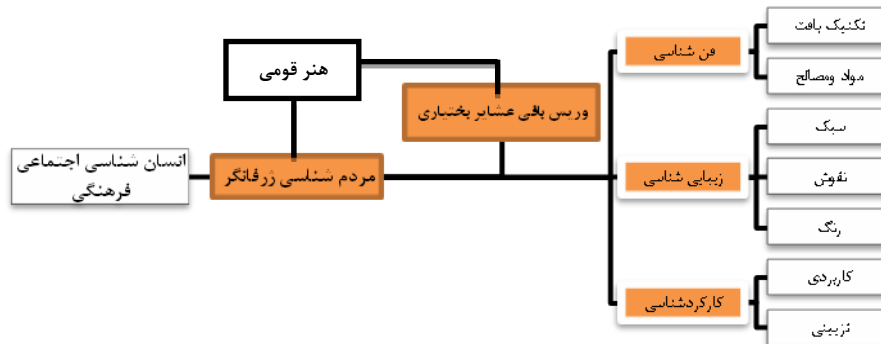 تکنیک بافت
فن شناسی
هنر قومی
مواد ومصالح
وریس بافی عشایر بختیاری
سبک
انسان شناسی اجتماعی
فرهنگی
مردم شناسی ژرفانگر
زیبایی شناسی
نقوش
رنگ
کاربردی
کارکردشناسی
تزیینی